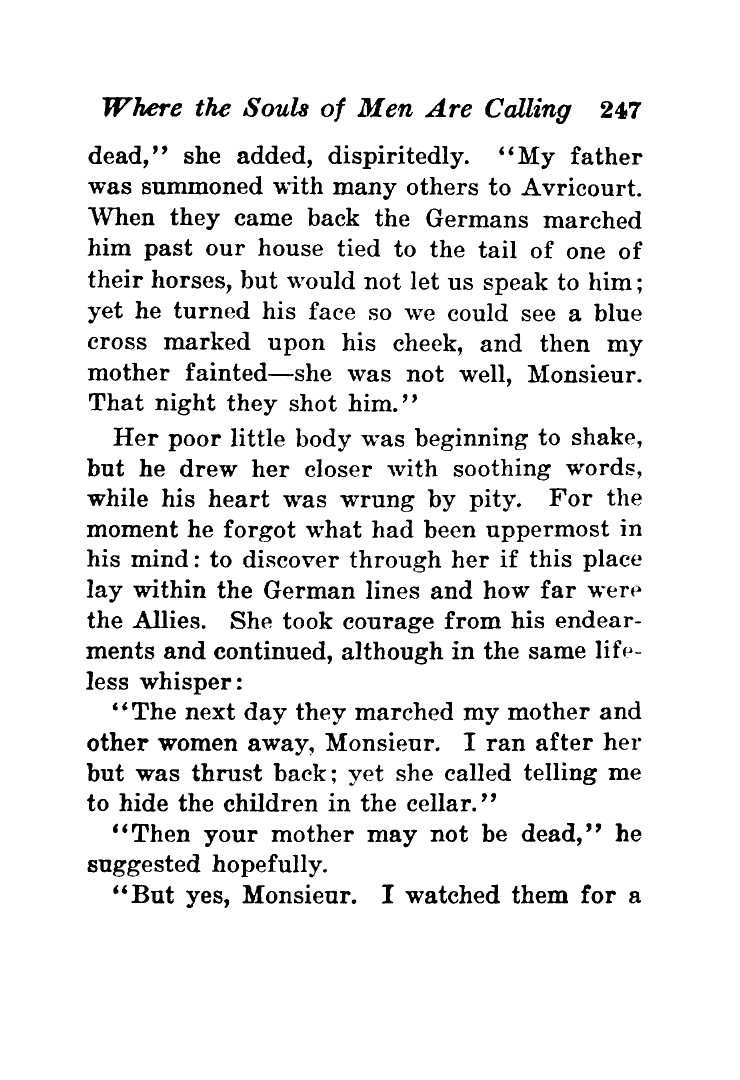 Where the Souls of Men Are Calling 247
dead,'' she added, dispiritedly. ''My father
was summoned with many others to Avricourt.
When they came back the Germans marched
him past our house tied to the tail of one of
their horses, but would not let us speak to him;
yet he turned his face so we could see a blue
cross marked upon his cheek, and then my
mother fainted—she was not well, Monsieur.
That night they shot him.''
Her poor little body was beginning to shake,
but he drew her closer with soothing words,
while his heart was wrung by pity. For the
moment he forgot what had been uppermost in
his mind: to discover through her if this place
lay within the German lines and how far were
the Allies. She took courage from his endear-
ments and continued, although in the same life-
less whisper:
''The next day they marched my mother and
other women away, Monsieur. I ran after her
but was thrust back; yet she called telling me
to hide the children in the cellar.''
''Then your mother may not be dead,'' he
suggested hopefully.
''But yes, Monsieur. I watched them for a